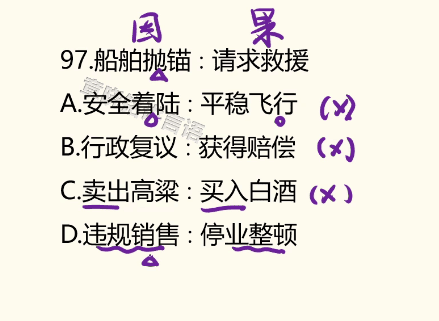 因 果
97.船舶抛锚：请求救援
A.安全着陆：平稳飞行 (×)
B.行政复议：获得赔偿 (×)
C.卖出高粱：买入白酒 (×)
D.违规销售：停业整顿